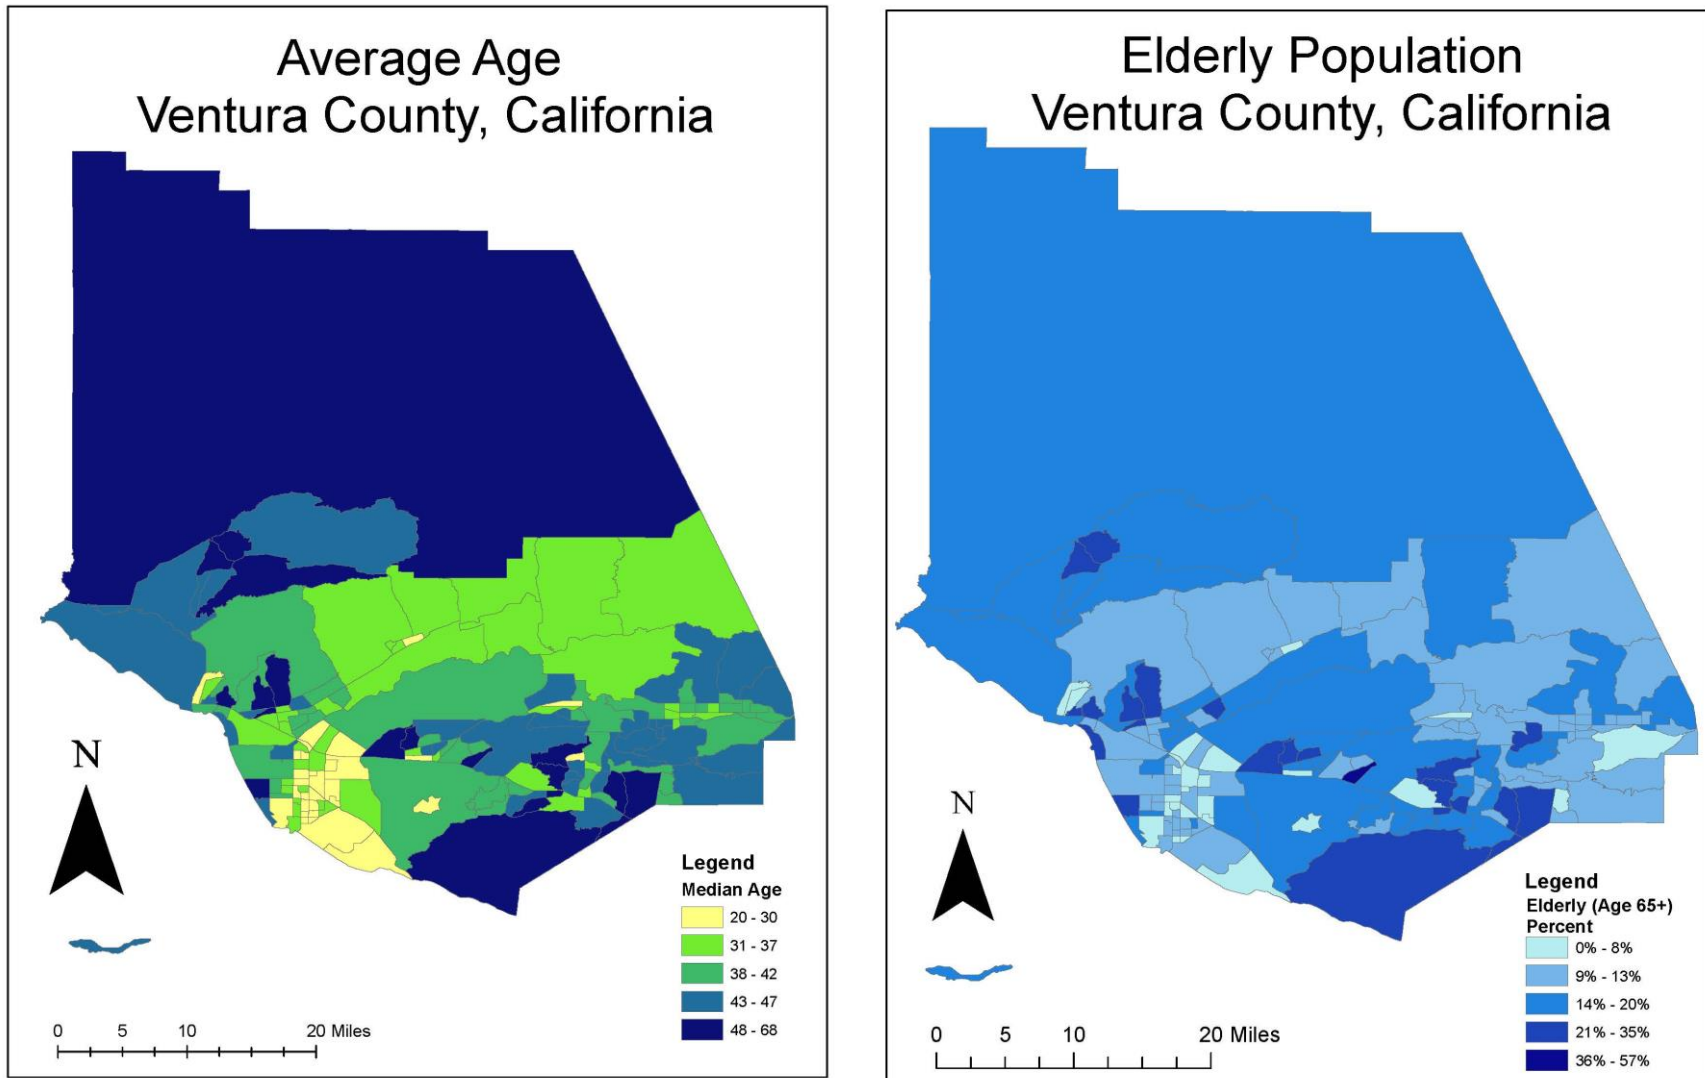 Average Age
Ventura County, California
N
0 5 10 20 Miles
Legend
Median Age
20 - 30
31 - 37
38 - 42
43 - 47
48 - 68
Elderly Population
Ventura County, California
N
0 5 10 20 Miles
Legend
Elderly (Age 65+)
Percent
0% - 8%
9% - 13%
14% - 20%
21% - 35%
36% - 57%